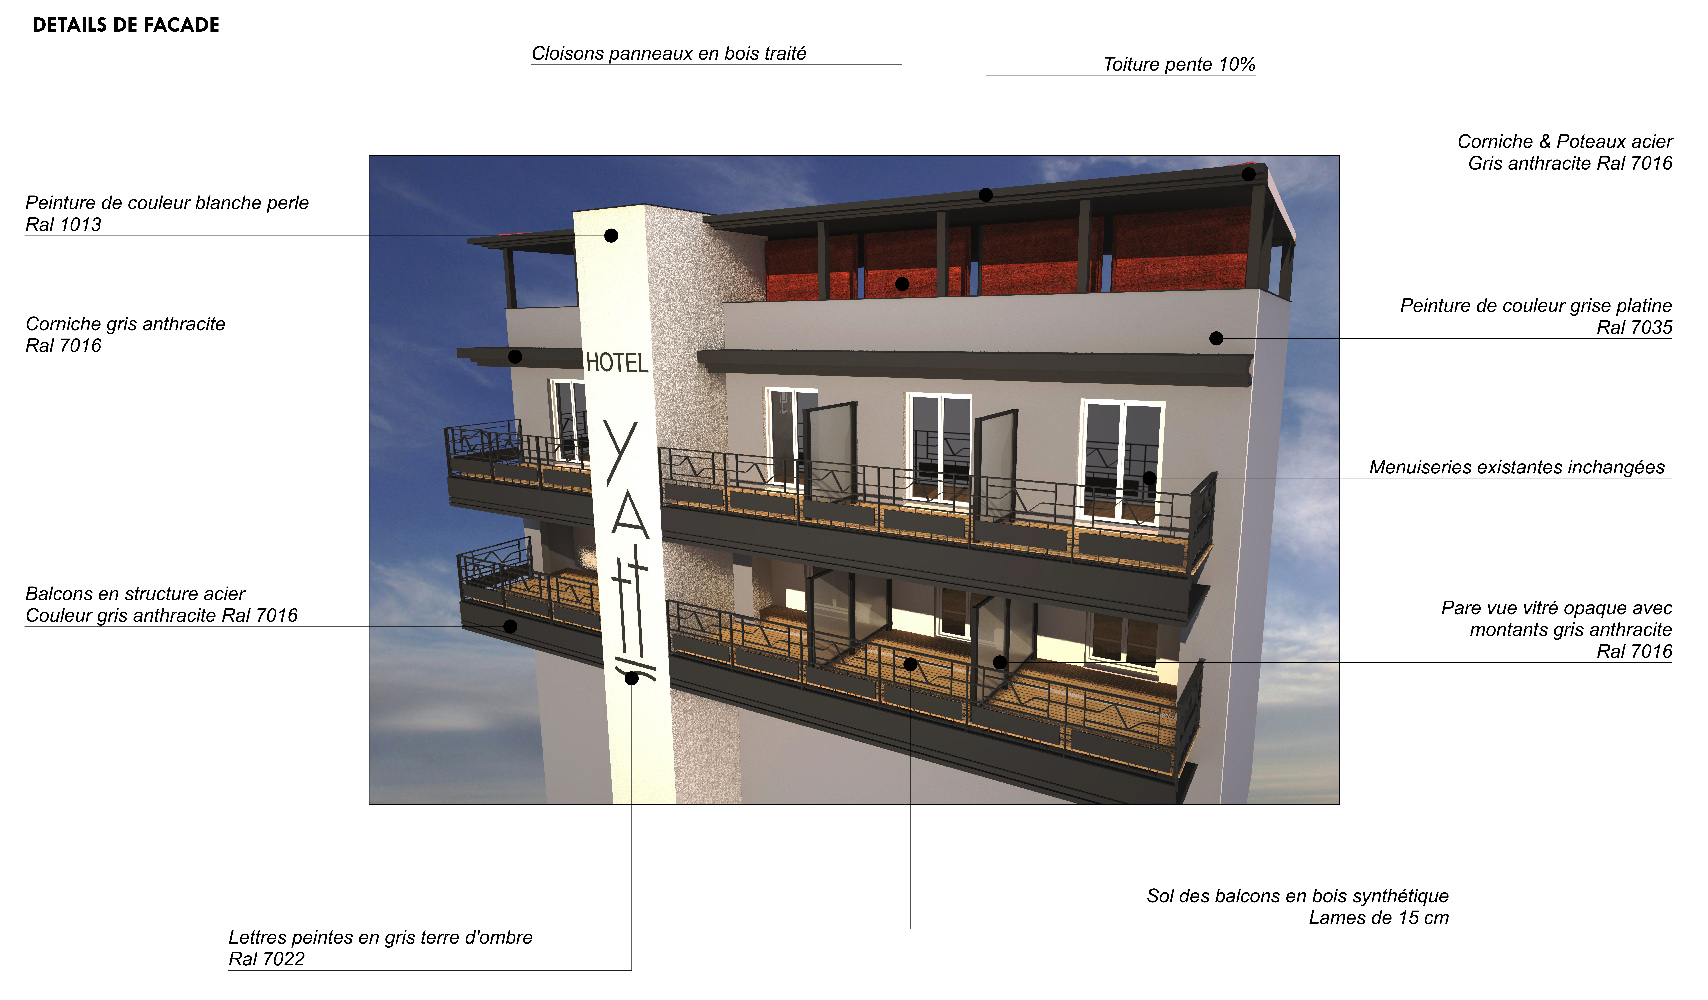 DETAILS DE FACADE
Cloisons panneaux en bois traité
Toiture pente 10%
Corniche & Poteaux acier
Gris anthracite Ral 7016
Peinture de couleur blanche perle
Ral 1013
Corniche gris anthracite
Ral 7016
Peinture de couleur grise platine
Ral 7035
HOTEL
YAtt
Menuiseries existantes inchangées
Balcons en structure acier
Couleur gris anthracite Ral 7016
Pare vue vitré opaque avec
montants gris anthracite
Ral 7016
Sol des balcons en bois synthétique
Lames de 15 cm
Lettres peintes en gris terre d'ombre
Ral 7022